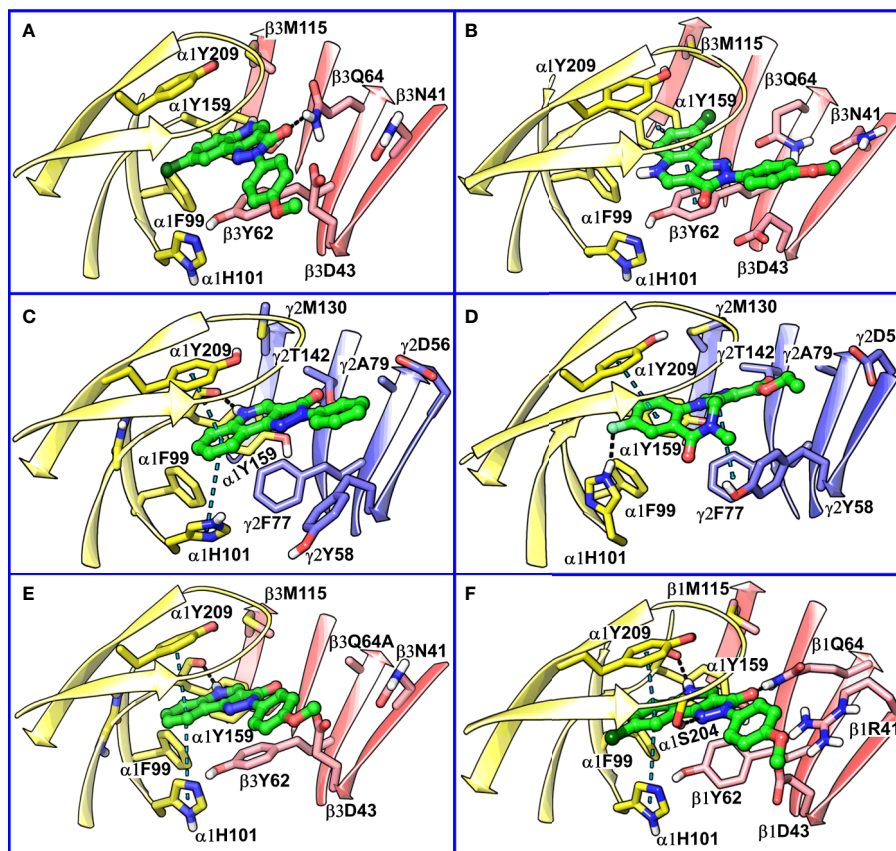 A
β3M115
α1Y209
β3Q64
β3N41
α1Y159
α1F99
β3Y62
α1H101
β3D43
B
β3M115
α1Y209
β3Q64
α1Y159
β3N41
α1F99
β3Y62
α1H101
β3D43
C
γ2M130
γ2D56
α1Y209
γ2T142
γ2A79
α1F99
α1Y159
γ2F77
α1H101
γ2Y58
D
γ2M130
γ2D5
γ2T142
γ2A79
α1Y209
α1Y159
α1F99
γ2F77
γ2Y58
α1H101
E
β3M115
α1Y209
β3Q64A
β3N41
α1Y159
α1F99
β3Y62
β3D43
α1H101
F
β1M115
α1Y209
β1Q64
α1Y159
β1R41
α1S204
α1F99
β1Y62
α1H101
β1D43